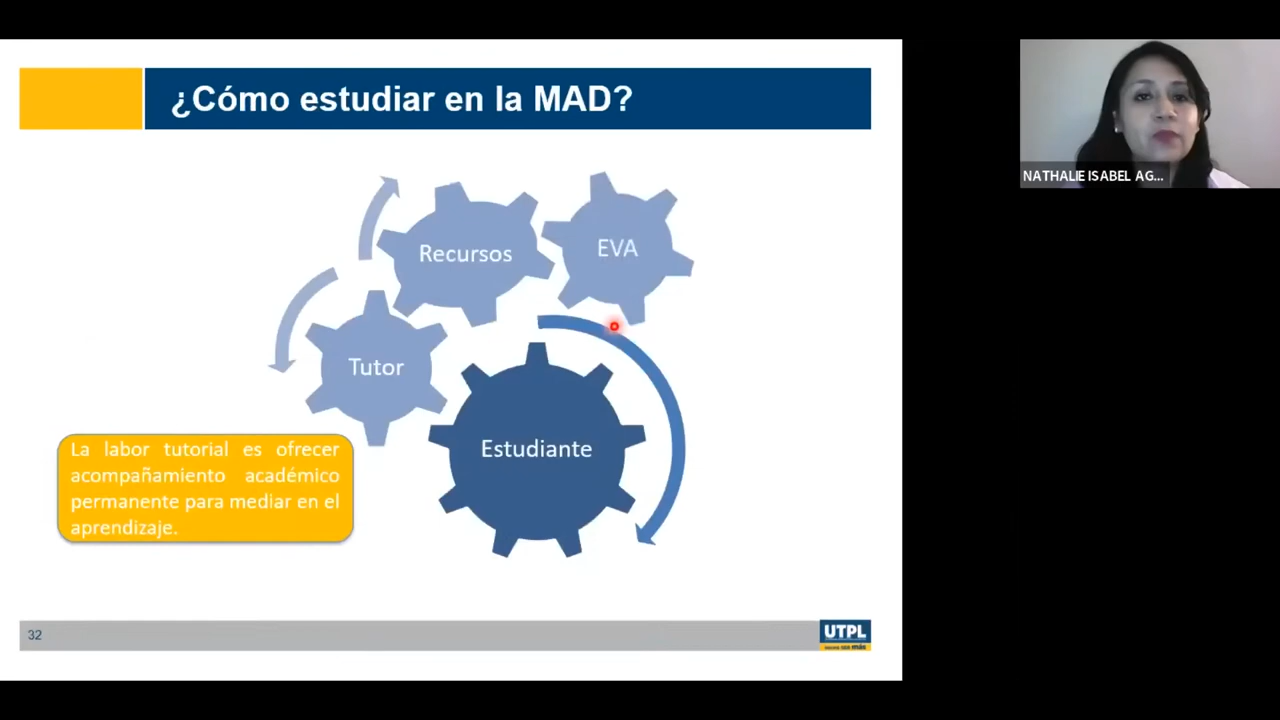 ¿Cómo estudiar en la MAD?
NATHALIE ISABEL AG...
Recursos
EVA
Tutor
Estudiante
La labor tutorial es ofrecer
acompañamiento académico
permanente para mediar en el
aprendizaje.
32
UTPL